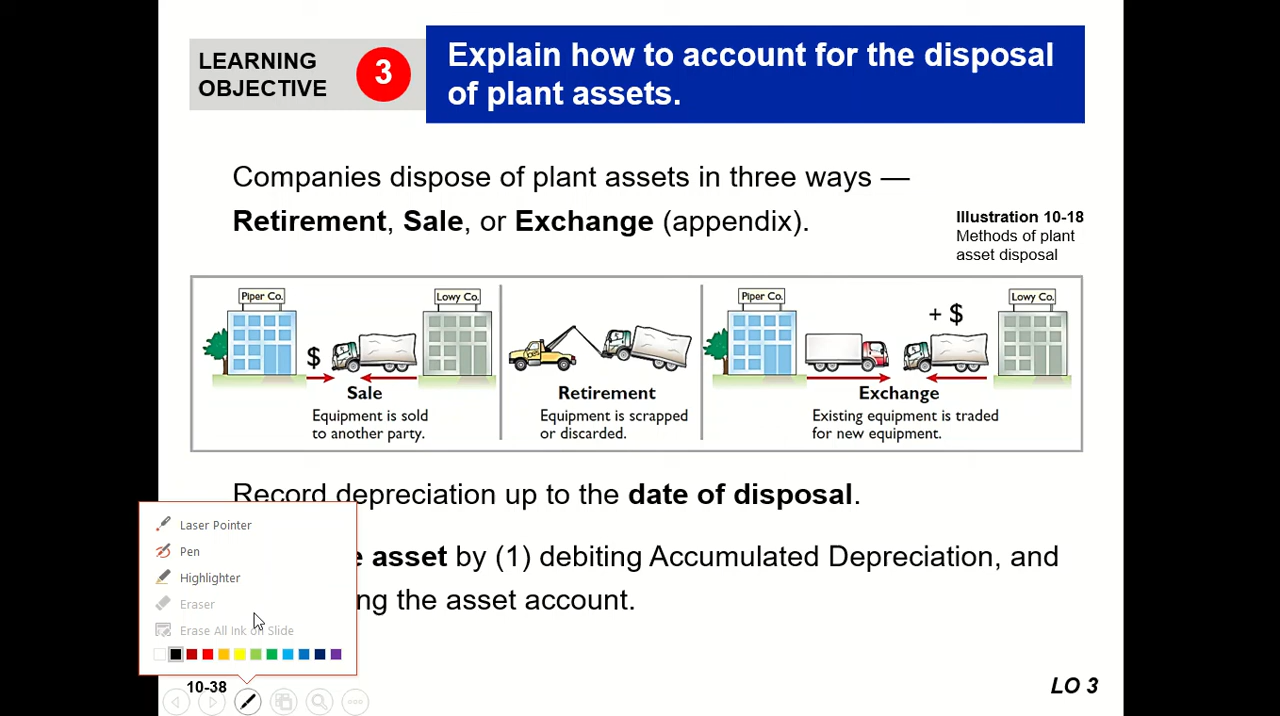 LEARNING
OBJECTIVE
3
Explain how to account for the disposal
of plant assets.
Companies dispose of plant assets in three ways —
Retirement, Sale, or Exchange (appendix).
Illustration 10-18
Methods of plant
asset disposal
Piper Co.
Lowy Co.
$
Sale
Equipment is sold
to another party.
Retirement
Equipment is scrapped
or discarded.
Piper Co.
Lowy Co.
+ $
Exchange
Existing equipment is traded
for new equipment.
Record depreciation up to the date of disposal.
asset by (1) debiting Accumulated Depreciation, and
the asset account.
Laser Pointer
Pen
Highlighter
Eraser
Erase All Ink on Slide
10-38
LO 3